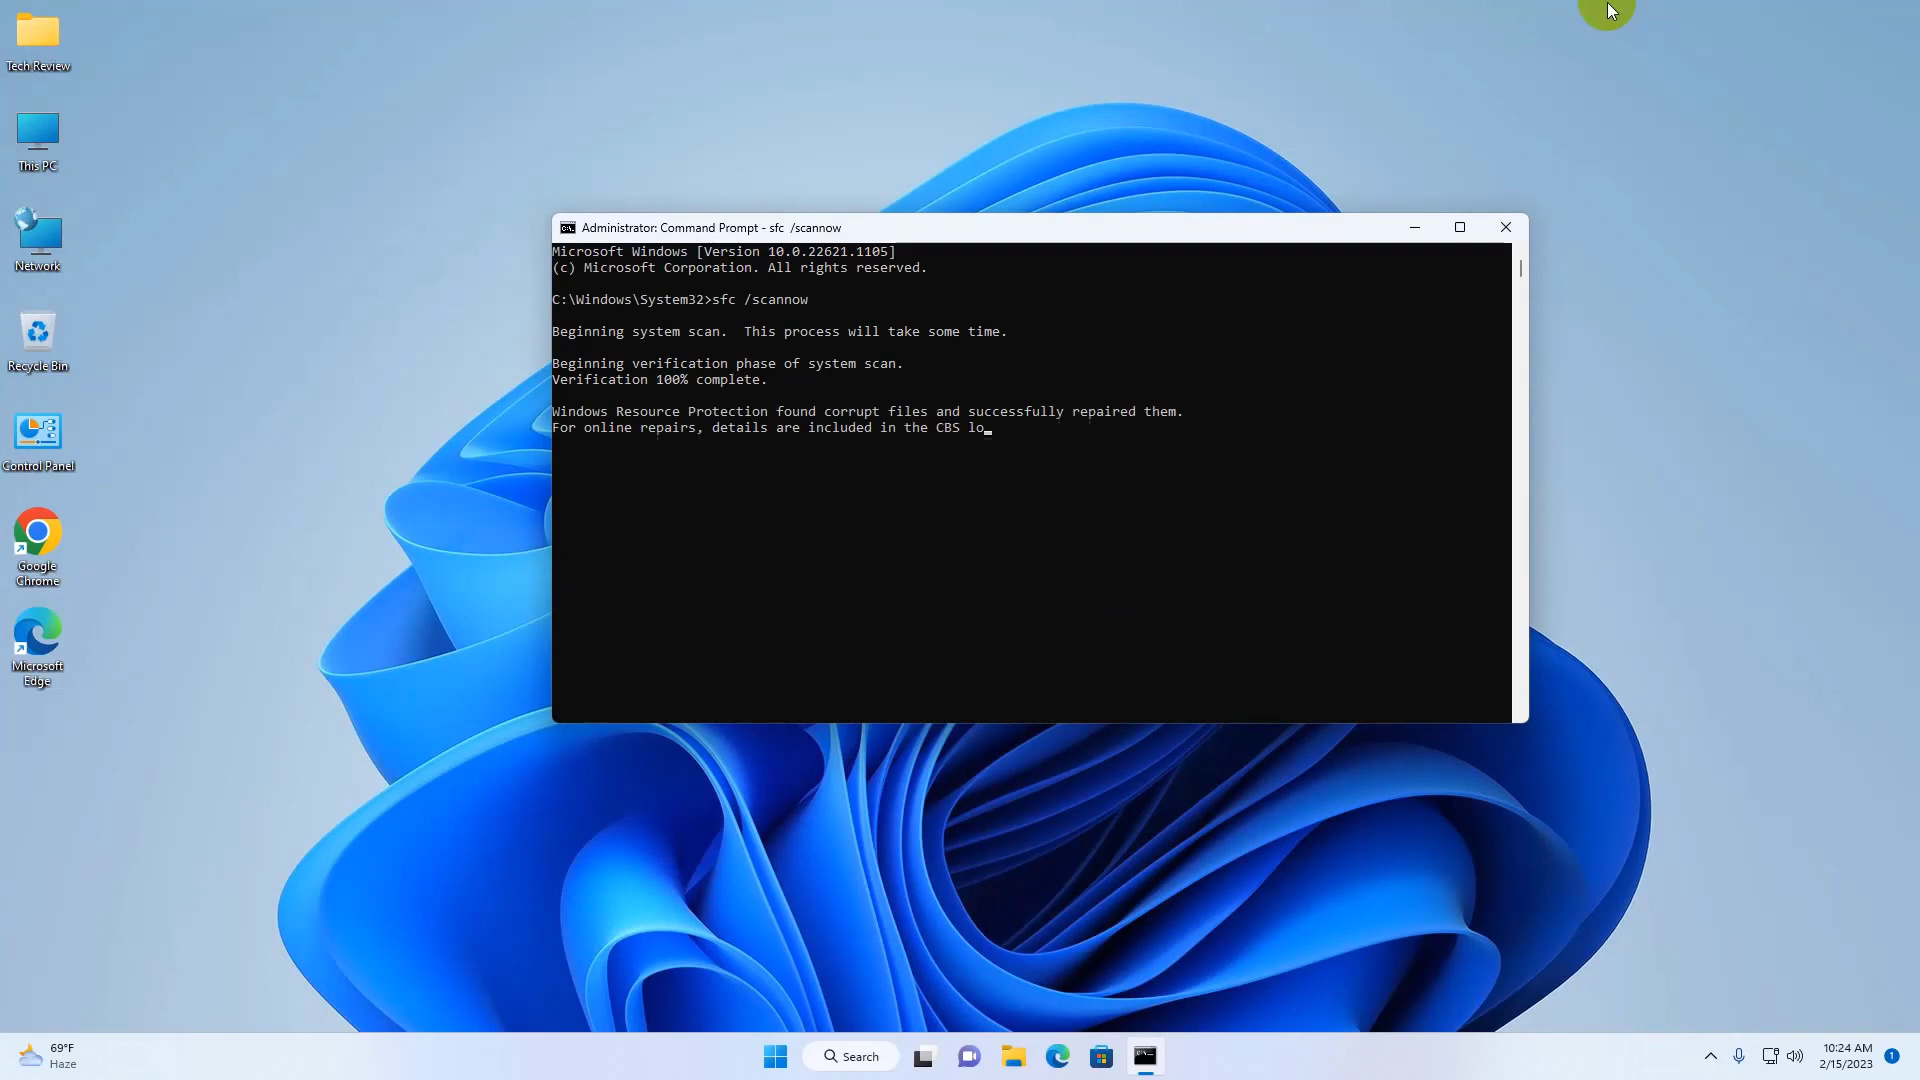 Tech Review
This PC
Network
Recycle Bin
Control Panel
Google
Chrome
Microsoft
Edge
Administrator: Command Prompt - sfc  /scannow
Microsoft Windows [Version 10.0.22621.1105]
(c) Microsoft Corporation. All rights reserved.
C:\Windows\System32>sfc /scannow
Beginning system scan.  This process will take some time.
Beginning verification phase of system scan.
Verification 100% complete.
Windows Resource Protection found corrupt files and successfully repaired them.
For online repairs, details are included in the CBS lo
69°F
Haze
Search
10:24 AM
2/15/2023
1